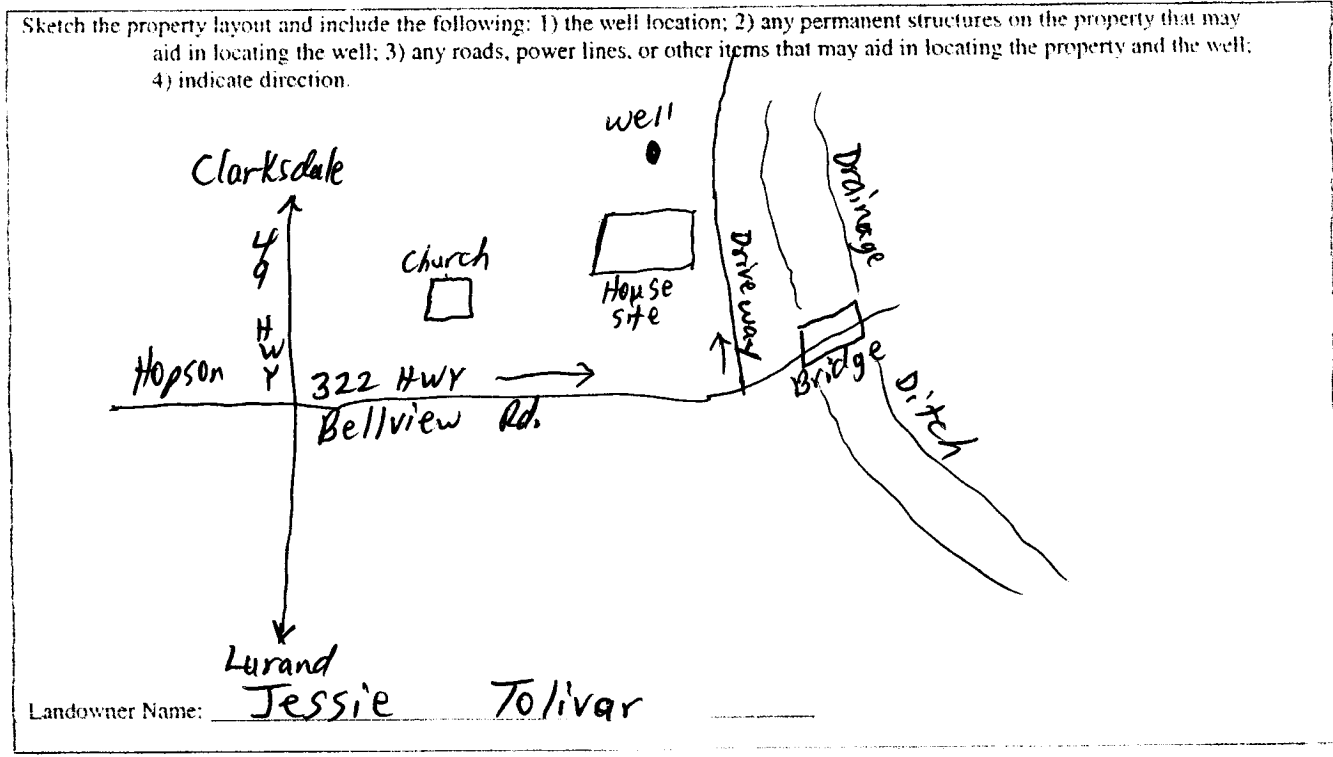 Sketch the property layout and include the following: 1) the well location; 2) any permanent structures on the property that may
aid in locating the well; 3) any roads, power lines, or other items that may aid in locating the property and the well;
4) indicate direction.
well
Clarksdale
Drainage
49 HWY
Church
Driveway
House
site
Hopson
322 HWY
Bridge
Bellview Rd.
Ditch
Lurand
Landowner Name: Jessie Tolivar